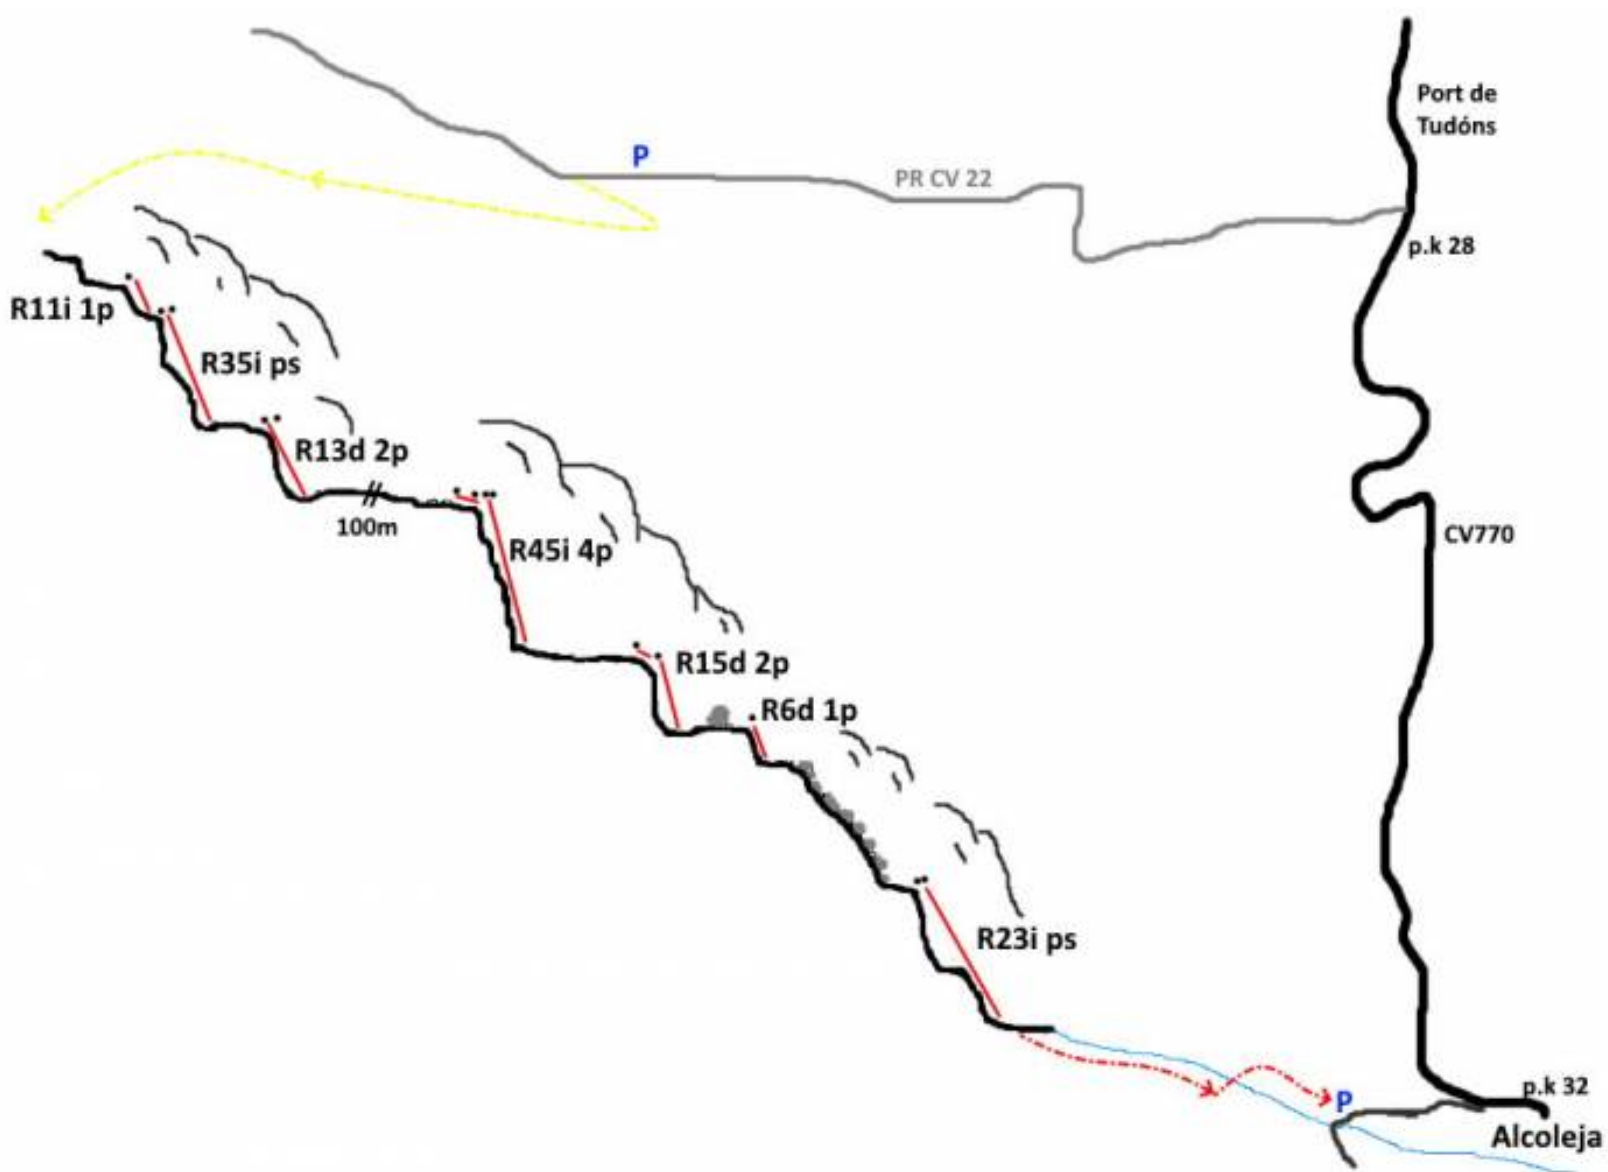 Port de
Tudóns
P
PR CV 22
p.k 28
R11i 1p
R35i ps
R13d 2p
100m
R45i 4p
CV770
R15d 2p
R6d 1p
R23i ps
p.k 32
P
Alcoleja